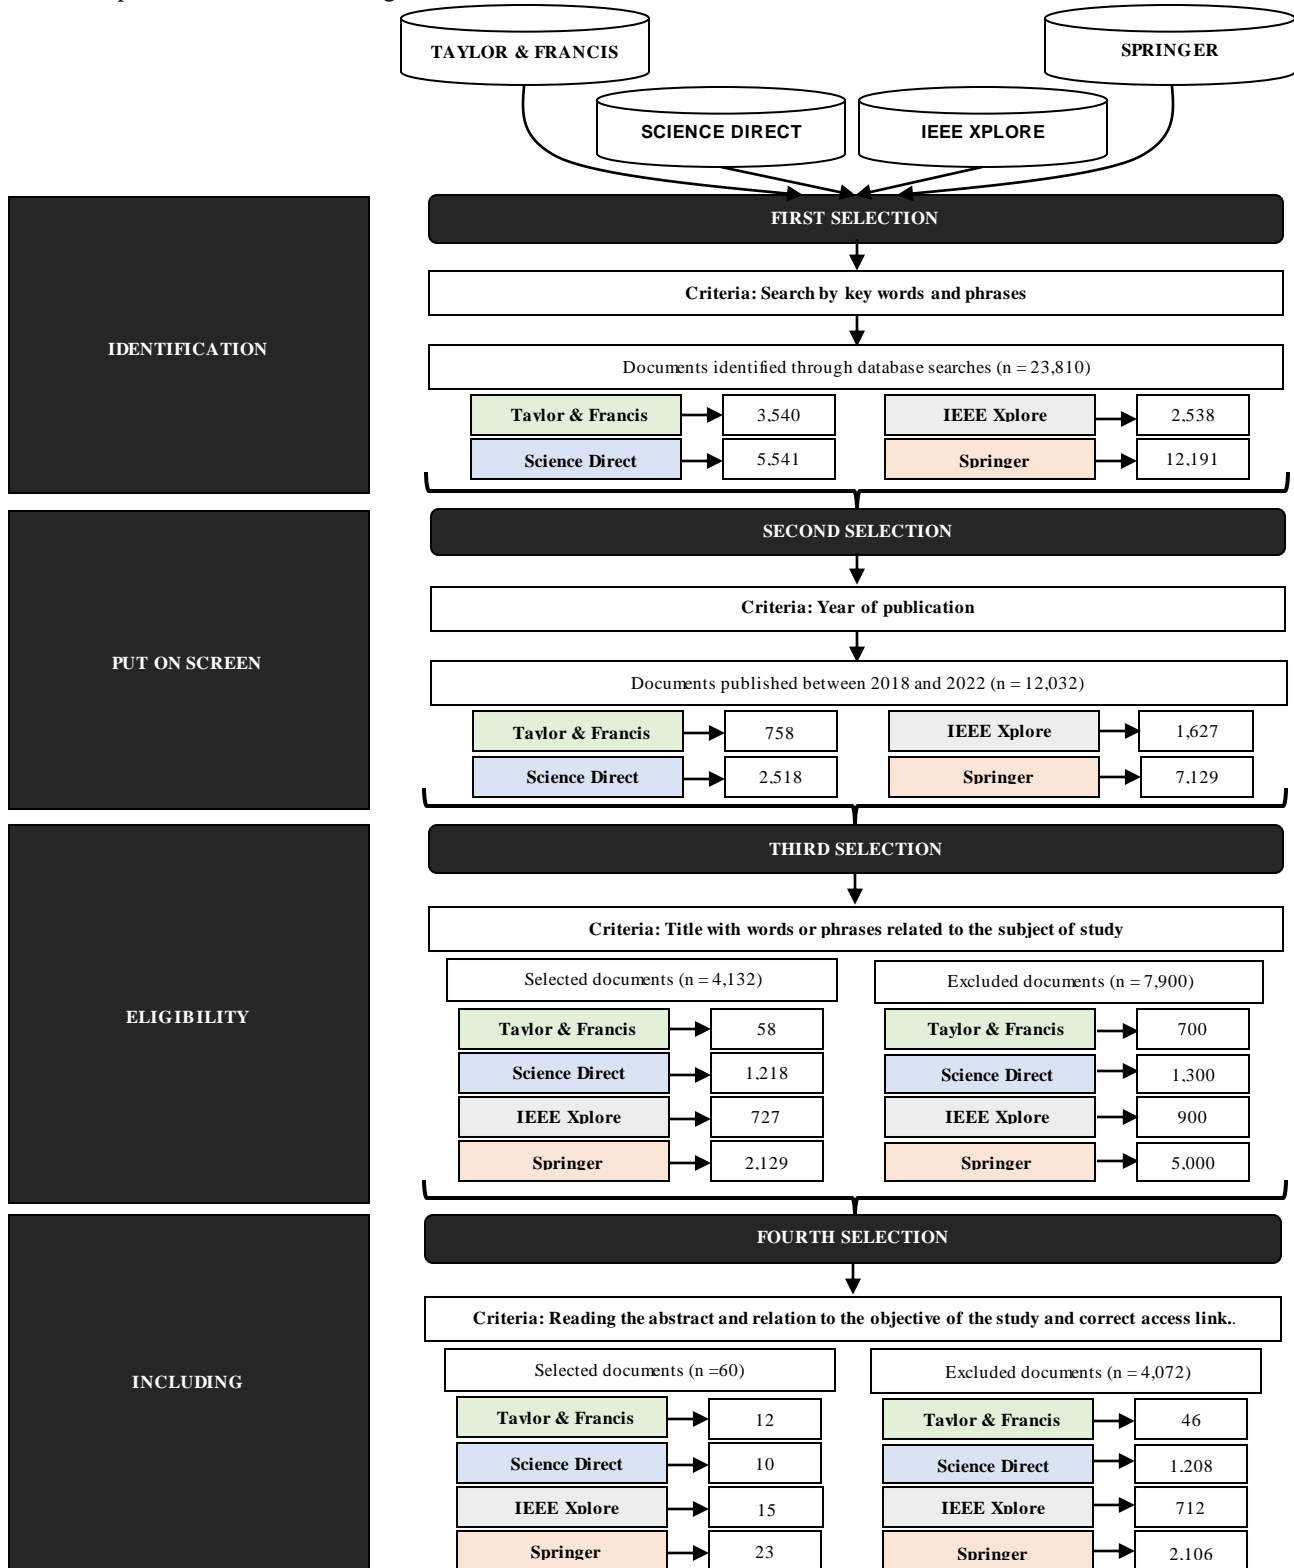 TAYLOR & FRANCIS
SPRINGER
SCIENCE DIRECT
IEEE XPLORE
FIRST SELECTION
Criteria: Search by key words and phrases
IDENTIFICATION
Documents identified through database searches (n = 23,810)
Taylor & Francis
3,540
IEEE Xplore
2,538
Science Direct
5,541
Springer
12,191
SECOND SELECTION
Criteria: Year of publication
PUT ON SCREEN
Documents published between 2018 and 2022 (n = 12,032)
Taylor & Francis
758
IEEE Xplore
1,627
Science Direct
2,518
Springer
7,129
THIRD SELECTION
Criteria: Title with words or phrases related to the subject of study
ELIGIBILITY
Selected documents (n = 4,132)
Taylor & Francis
58
Science Direct
1,218
IEEE Xplore
727
Springer
2,129
Excluded documents (n = 7,900)
Taylor & Francis
700
Science Direct
1,300
IEEE Xplore
900
Springer
5,000
FOURTH SELECTION
Criteria: Reading the abstract and relation to the objective of the study and correct access link..
INCLUDING
Selected documents (n =60)
Taylor & Francis
12
Science Direct
10
IEEE Xplore
15
Springer
23
Excluded documents (n = 4,072)
Taylor & Francis
46
Science Direct
1,208
IEEE Xplore
712
Springer
2,106